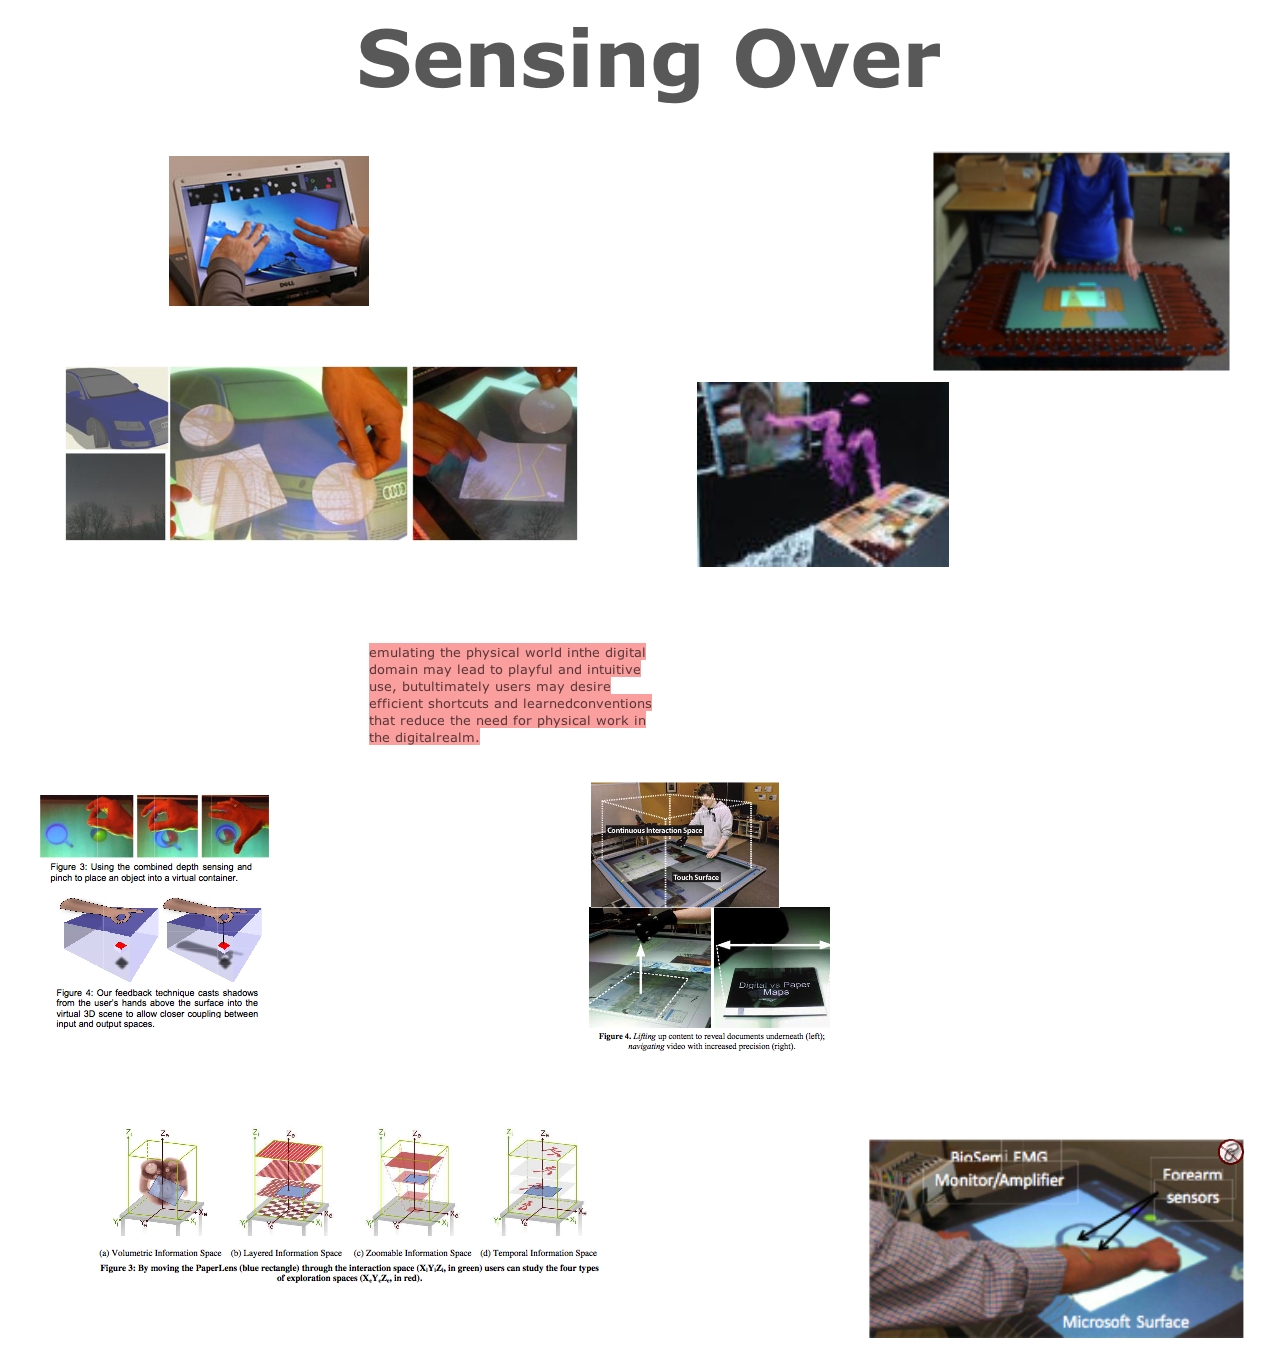 Sensing Over
DELL
emulating the physical world inthe digital
domain may lead to playful and intuitive
use, butultimately users may desire
efficient shortcuts and learnedconventions
that reduce the need for physical work in
the digitalrealm.
Figure 3: Using the combined depth sensing and
pinch to place an object into a virtual container.
Figure 4: Our feedback technique casts shadows
from the user's hands above the surface into the
virtual 3D scene to allow closer coupling between
input and output spaces.
Continuous Interaction Space
Touch Surface
Digital vs Paper
Maps
Figure 4. Lifting up content to reveal documents underneath (left);
navigating video with increased precision (right).
(a) Volumetric Information Space (b) Layered Information Space (c) Zoomable Information Space (d) Temporal Information Space
Figure 3: By moving the PaperLens (blue rectangle) through the interaction space (XiYiZi, in green) users can study the four types
of exploration spaces (XeYeZe, in red).
BioSemi EMG
Monitor/Amplifier
Forearm
sensors
Microsoft Surface